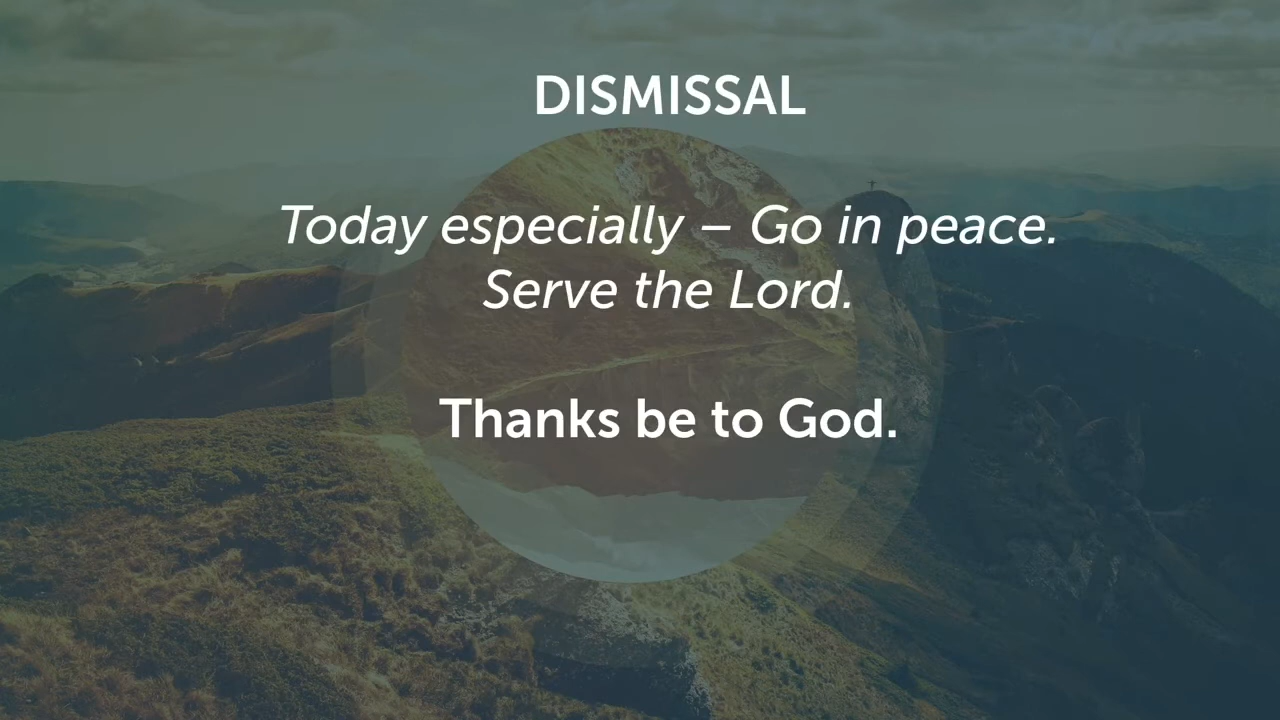 DISMISSAL
Today especially – Go in peace.
Serve the Lord.
Thanks be to God.